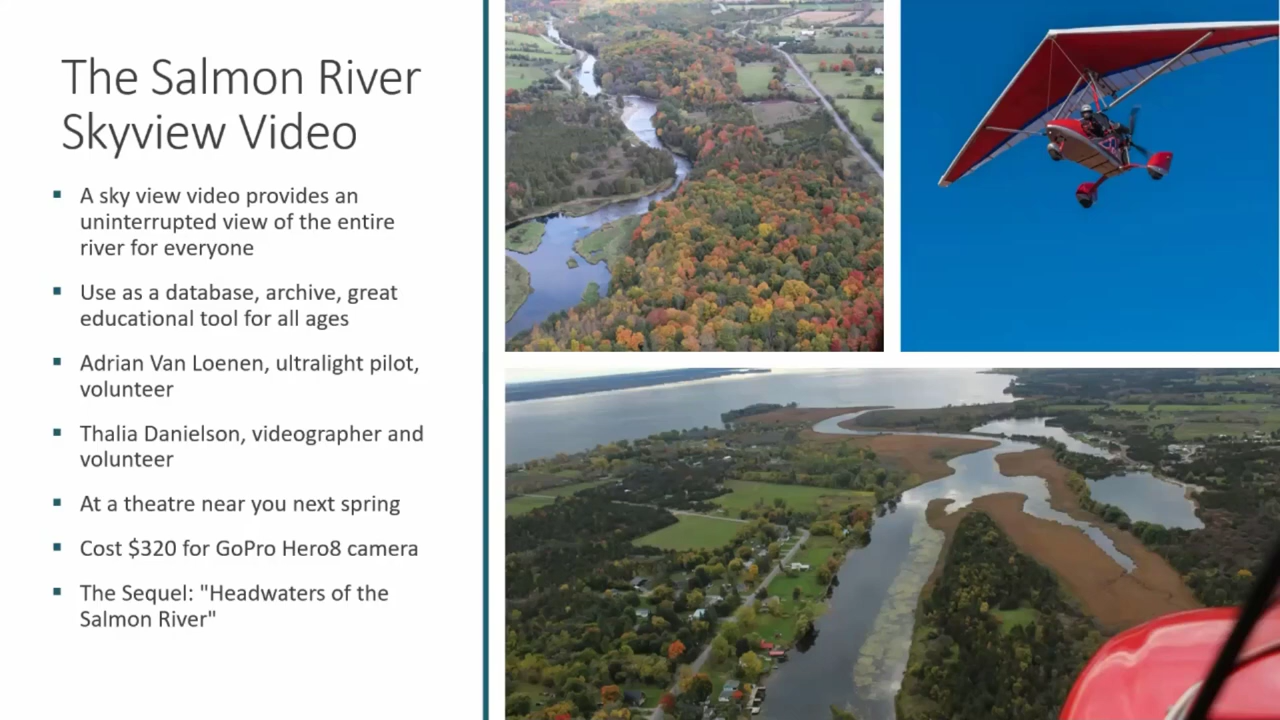 The Salmon River
Skyview Video
▪ A sky view video provides an
uninterrupted view of the entire
river for everyone
▪ Use as a database, archive, great
educational tool for all ages
▪ Adrian Van Loenen, ultralight pilot,
volunteer
▪ Thalia Danielson, videographer and
volunteer
▪ At a theatre near you next spring
▪ Cost $320 for GoPro Hero8 camera
▪ The Sequel: "Headwaters of the
Salmon River"